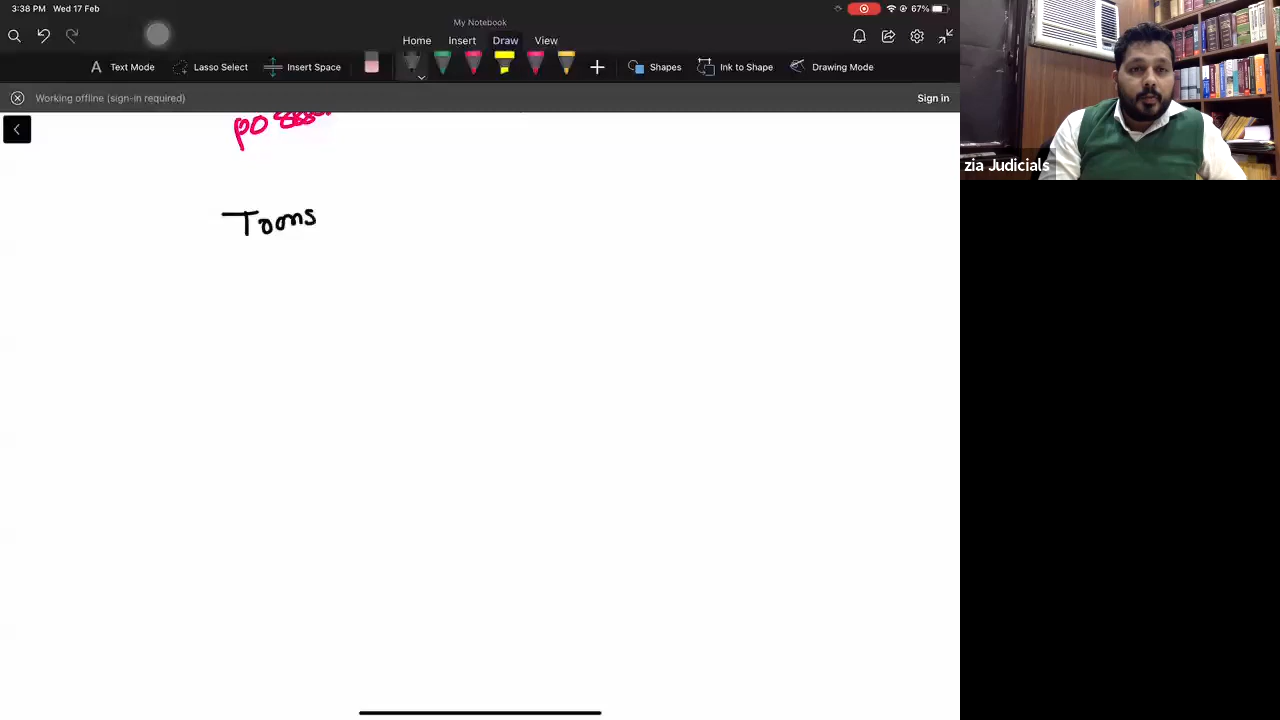 3:38 PM Wed 17 Feb
67%
My Notebook
Home Insert Draw View
Text Mode Lasso Select Insert Space Shapes Ink to Shape Drawing Mode
Working offline (sign-in required) Sign in
Trans
zia Judicials